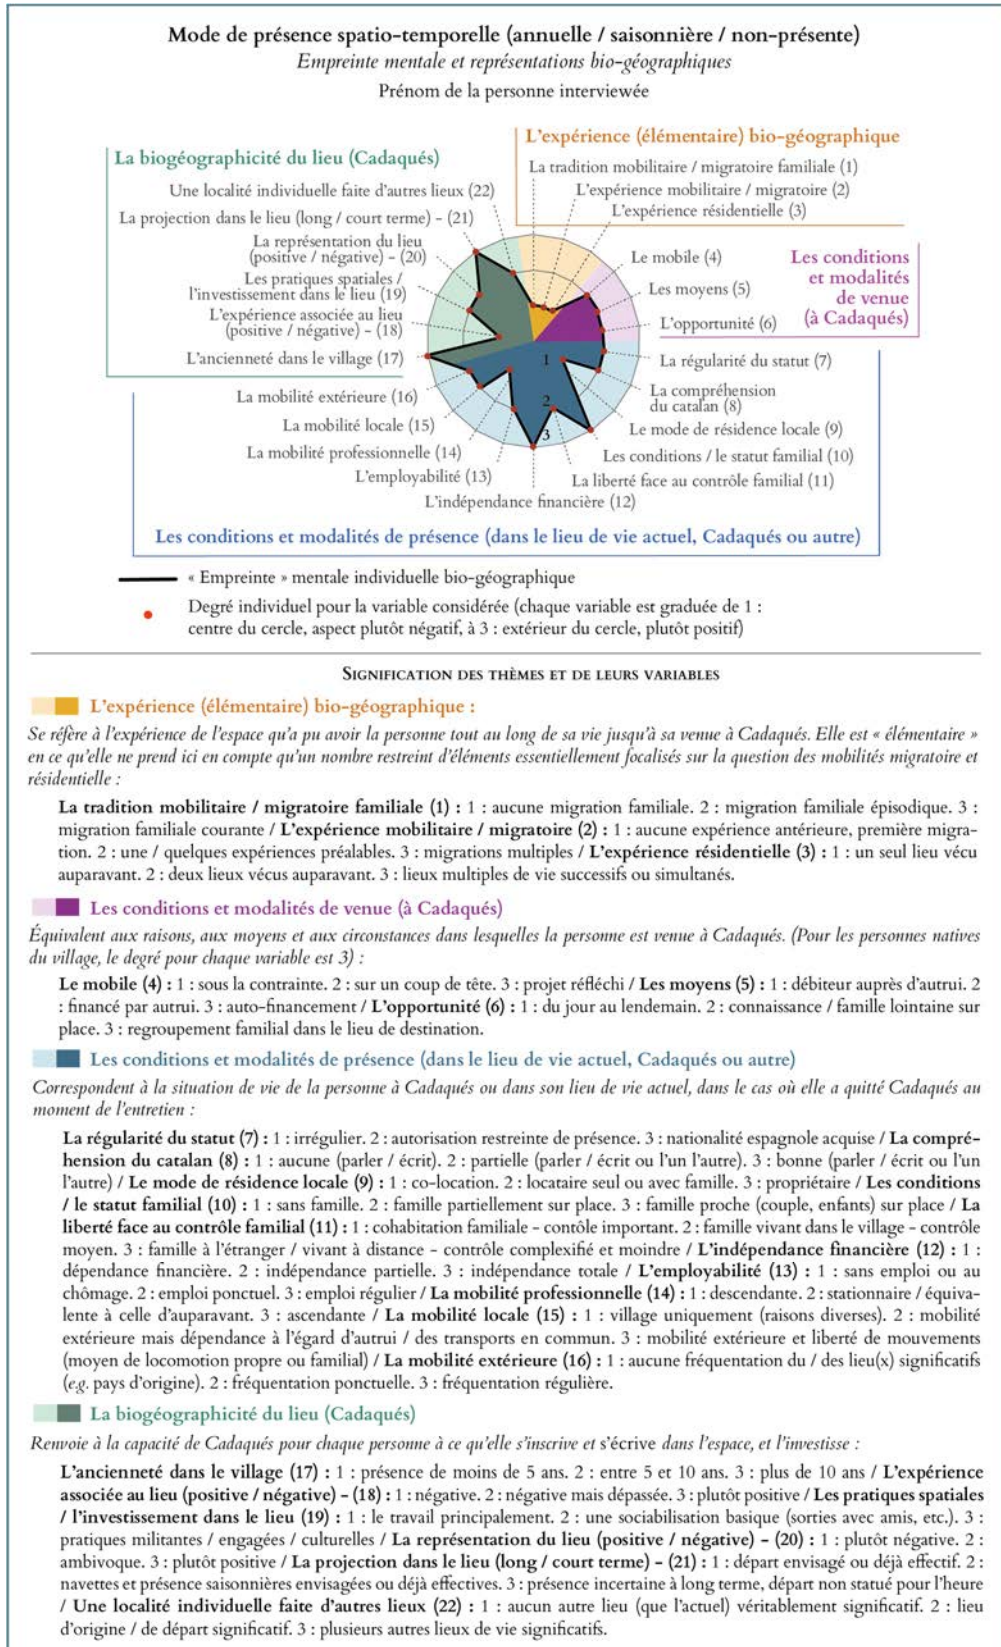 Mode de présence spatio-temporelle (annuelle / saisonnière / non-présente)
Empreinte mentale et représentations bio-géographiques
Prénom de la personne interviewée
L'expérience (élémentaire) bio-géographique
La tradition mobilitaire / migratoire familiale (1)
L'expérience mobilitaire / migratoire (2)
L'expérience résidentielle (3)
Les conditions
et modalités
de venue
(à Cadaqués)
Le mobile (4)
Les moyens (5)
L'opportunité (6)
La régularité du statut (7)
La compréhension
du catalan (8)
Le mode de résidence locale (9)
Les conditions / le statut familial (10)
La liberté face au contrôle familial (11)
L'indépendance financière (12)
L'employabilité (13)
La mobilité professionnelle (14)
La mobilité locale (15)
La mobilité extérieure (16)
Les conditions et modalités de présence (dans le lieu de vie actuel, Cadaqués ou autre)
La biogéographicité du lieu (Cadaqués)
Une localité individuelle faite d'autres lieux (22)
La projection dans le lieu (long / court terme) - (21)
La représentation du lieu
(positive / négative) - (20)
Les pratiques spatiales /
l'investissement dans le lieu (19)
L'expérience associée au lieu
(positive / négative) - (18)
L'ancienneté dans le village (17)
1
2
3
« Empreinte » mentale individuelle bio-géographique
Degré individuel pour la variable considérée (chaque variable est graduée de 1 :
centre du cercle, aspect plutôt négatif, à 3 : extérieur du cercle, plutôt positif)
Signification des thèmes et de leurs variables
L'expérience (élémentaire) bio-géographique :
Se réfère à l'expérience de l'espace qu'a pu avoir la personne tout au long de sa vie jusqu'à sa venue à Cadaqués. Elle est « élémentaire »
en ce qu'elle ne prend ici en compte qu'un nombre restreint d'éléments essentiellement focalisés sur la question des mobilités migratoire et
résidentielle :
La tradition mobilitaire / migratoire familiale (1) : 1 : aucune migration familiale. 2 : migration familiale épisodique. 3 :
migration familiale courante / L'expérience mobilitaire / migratoire (2) : 1 : aucune expérience antérieure, première migra-
tion. 2 : une / quelques expériences préalables. 3 : migrations multiples / L'expérience résidentielle (3) : 1 : un seul lieu vécu
auparavant. 2 : deux lieux vécus auparavant. 3 : lieux multiples de vie successifs ou simultanés.
Les conditions et modalités de venue (à Cadaqués)
Équivalent aux raisons, aux moyens et aux circonstances dans lesquelles la personne est venue à Cadaqués. (Pour les personnes natives
du village, le degré pour chaque variable est 3) :
Le mobile (4) : 1 : sous la contrainte. 2 : sur un coup de tête. 3 : projet réfléchi / Les moyens (5) : 1 : débiteur auprès d'autrui. 2
: financé par autrui. 3 : auto-financement / L'opportunité (6) : 1 : du jour au lendemain. 2 : connaissance / famille lointaine sur
place. 3 : regroupement familial dans le lieu de destination.
Les conditions et modalités de présence (dans le lieu de vie actuel, Cadaqués ou autre)
Correspondent à la situation de vie de la personne à Cadaqués ou dans son lieu de vie actuel, dans le cas où elle a quitté Cadaqués au
moment de l'entretien :
La régularité du statut (7) : 1 : irrégulier. 2 : autorisation restreinte de présence. 3 : nationalité espagnole acquise / La compré-
hension du catalan (8) : 1 : aucune (parler / écrit). 2 : partielle (parler / écrit ou l'un l'autre). 3 : bonne (parler / écrit ou l'un
l'autre) / Le mode de résidence locale (9) : 1 : co-location. 2 : locataire seul ou avec famille. 3 : propriétaire / Les conditions
/ le statut familial (10) : 1 : sans famille. 2 : famille partiellement sur place. 3 : famille proche (couple, enfants) sur place / La
liberté face au contrôle familial (11) : 1 : cohabitation familiale - contôle important. 2 : famille vivant dans le village - contrôle
moyen. 3 : famille à l'étranger / vivant à distance - contrôle complexifié et moindre / L'indépendance financière (12) : 1 :
dépendance financière. 2 : indépendance partielle. 3 : indépendance totale / L'employabilité (13) : 1 : sans emploi ou au
chômage. 2 : emploi ponctuel. 3 : emploi régulier / La mobilité professionnelle (14) : 1 : descendante. 2 : stationnaire / équiva-
lente à celle d'auparavant. 3 : ascendante / La mobilité locale (15) : 1 : village uniquement (raisons diverses). 2 : mobilité
extérieure mais dépendance à l'égard d'autrui / des transports en commun. 3 : mobilité extérieure et liberté de mouvements
(moyen de locomotion propre ou familial) / La mobilité extérieure (16) : 1 : aucune fréquentation du / des lieu(x) significatifs
(e.g. pays d'origine). 2 : fréquentation ponctuelle. 3 : fréquentation régulière.
La biogéographicité du lieu (Cadaqués)
Renvoie à la capacité de Cadaqués pour chaque personne à ce qu'elle s'inscrive et s'écrive dans l'espace, et l'investisse :
L'ancienneté dans le village (17) : 1 : présence de moins de 5 ans. 2 : entre 5 et 10 ans. 3 : plus de 10 ans / L'expérience
associée au lieu (positive / négative) - (18) : 1 : négative. 2 : négative mais dépassée. 3 : plutôt positive / Les pratiques spatiales
/ l'investissement dans le lieu (19) : 1 : le travail principalement. 2 : une sociabilisation basique (sorties avec amis, etc.). 3 :
pratiques militantes / engagées / culturelles / La représentation du lieu (positive / négative) - (20) : 1 : plutôt négative. 2 :
ambivoque. 3 : plutôt positive / La projection dans le lieu (long / court terme) - (21) : 1 : départ envisagé ou déjà effectif. 2 :
navettes et présence saisonnières envisagées ou déjà effectives. 3 : présence incertaine à long terme, départ non statué pour l'heure
/ Une localité individuelle faite d'autres lieux (22) : 1 : aucun autre lieu (que l'actuel) véritablement significatif. 2 : lieu
d'origine / de départ significatif. 3 : plusieurs autres lieux de vie significatifs.